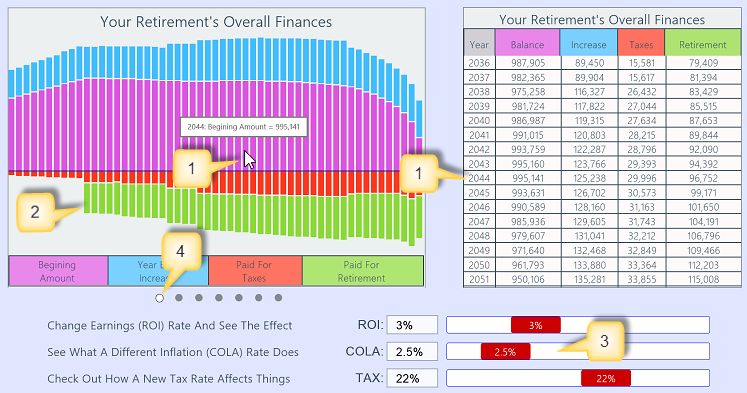 Your Retirement's Overall Finances
2044: Begining Amount = 995,141
1
1
2
4
Begining Amount
Year
Increase
Paid For Taxes
Paid For Retirement
Your Retirement's Overall Finances
Year Balance Increase Taxes Retirement
2036 987,905 89,450 15,581 79,409
2037 982,365 89,904 15,617 81,394
2038 975,258 116,327 26,432 83,429
2039 981,724 117,822 27,044 85,515
2040 986,987 119,315 27,634 87,653
2041 991,015 120,803 28,215 89,844
2042 993,759 122,287 28,796 92,090
2043 995,160 123,766 29,393 94,392
2044 995,141 125,238 29,996 96,752
2045 993,631 126,702 30,573 99,171
2046 990,589 128,160 31,163 101,650
2047 985,936 129,605 31,743 104,191
2048 979,607 131,041 32,212 106,796
2049 971,640 132,468 32,849 109,466
2050 961,793 133,880 33,364 112,203
2051 950,106 135,281 33,855 115,008
Change Earnings (ROI) Rate And See The Effect ROI: 3% 3%
See What A Different Inflation (COLA) Rate Does COLA: 2.5% 2.5% 3
Check Out How A New Tax Rate Affects Things TAX: 22% 22%